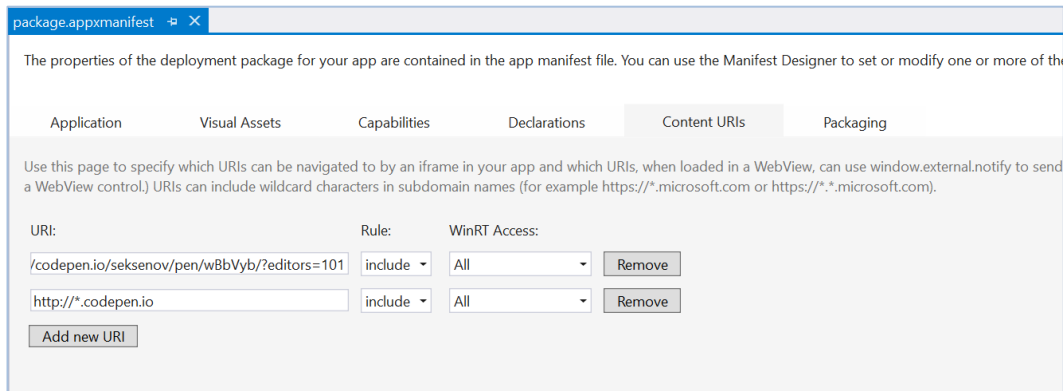 package.appxmanifest
The properties of the deployment package for your app are contained in the app manifest file. You can use the Manifest Designer to set or modify one or more of the
Application Visual Assets Capabilities Declarations Content URIs Packaging
Use this page to specify which URIs can be navigated to by an iframe in your app and which URIs, when loaded in a WebView, can use window.external.notify to send
a WebView control.) URIs can include wildcard characters in subdomain names (for example https://*.microsoft.com or https://*.*.microsoft.com).
URI: Rule: WinRT Access:
/codepen.io/seksenov/pen/wBbVyb/?editors=101 include All Remove
http://*.codepen.io include All Remove
Add new URI